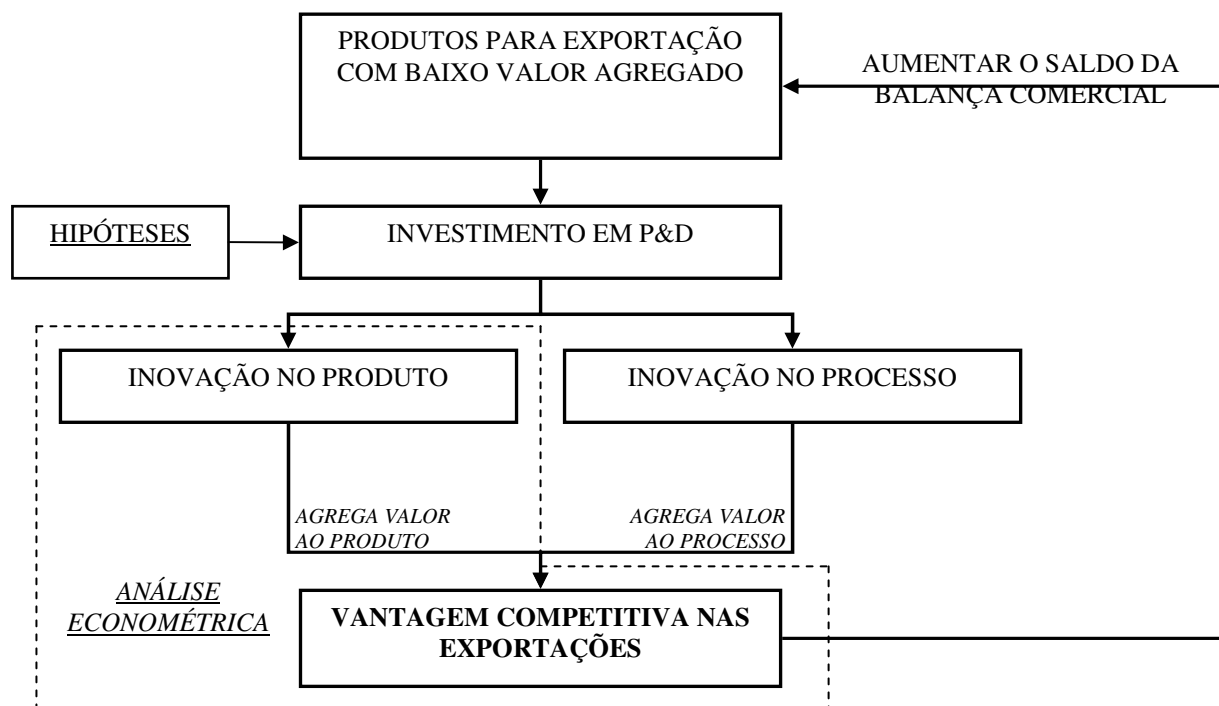 PRODUTOS PARA EXPORTAÇÃO
COM BAIXO VALOR AGREGADO
AUMENTAR O SALDO DA
BALANÇA COMERCIAL
HIPÓTESES
INVESTIMENTO EM P&D
INOVAÇÃO NO PRODUTO
INOVAÇÃO NO PROCESSO
AGREGA VALOR
AO PRODUTO
AGREGA VALOR
AO PROCESSO
ANÁLISE
ECONOMÉTRICA
VANTAGEM COMPETITIVA NAS
EXPORTAÇÕES